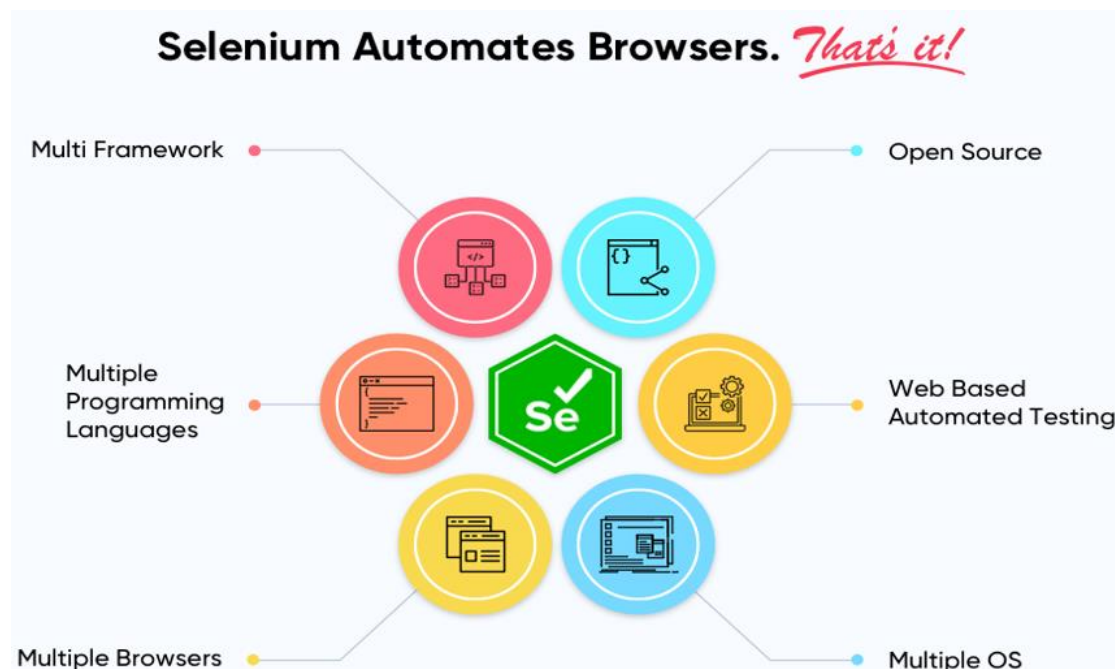 Selenium Automates Browsers. That's it!
Multi Framework
Open Source
</>
{}
Multiple
Programming
Languages
{
}
Se
Web Based
Automated Testing
Multiple Browsers
Multiple OS